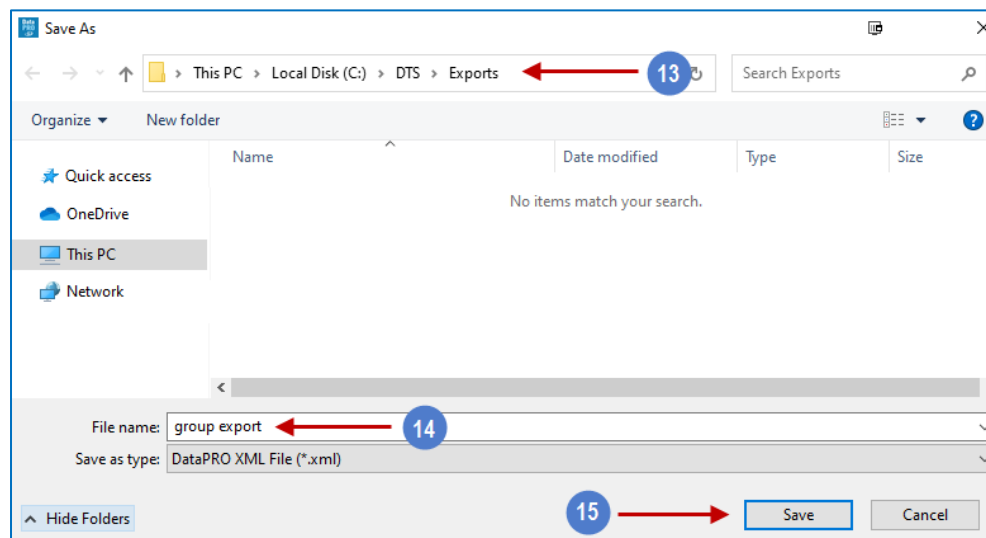 Data PRO Save As
This PC > Local Disk (C:) > DTS > Exports 13 Search Exports
Organize New folder ?
Name Date modified Type Size
Quick access
No items match your search.
OneDrive
This PC
Network
File name: group export 14
Save as type: DataPRO XML File (*.xml)
Hide Folders 15 Save Cancel